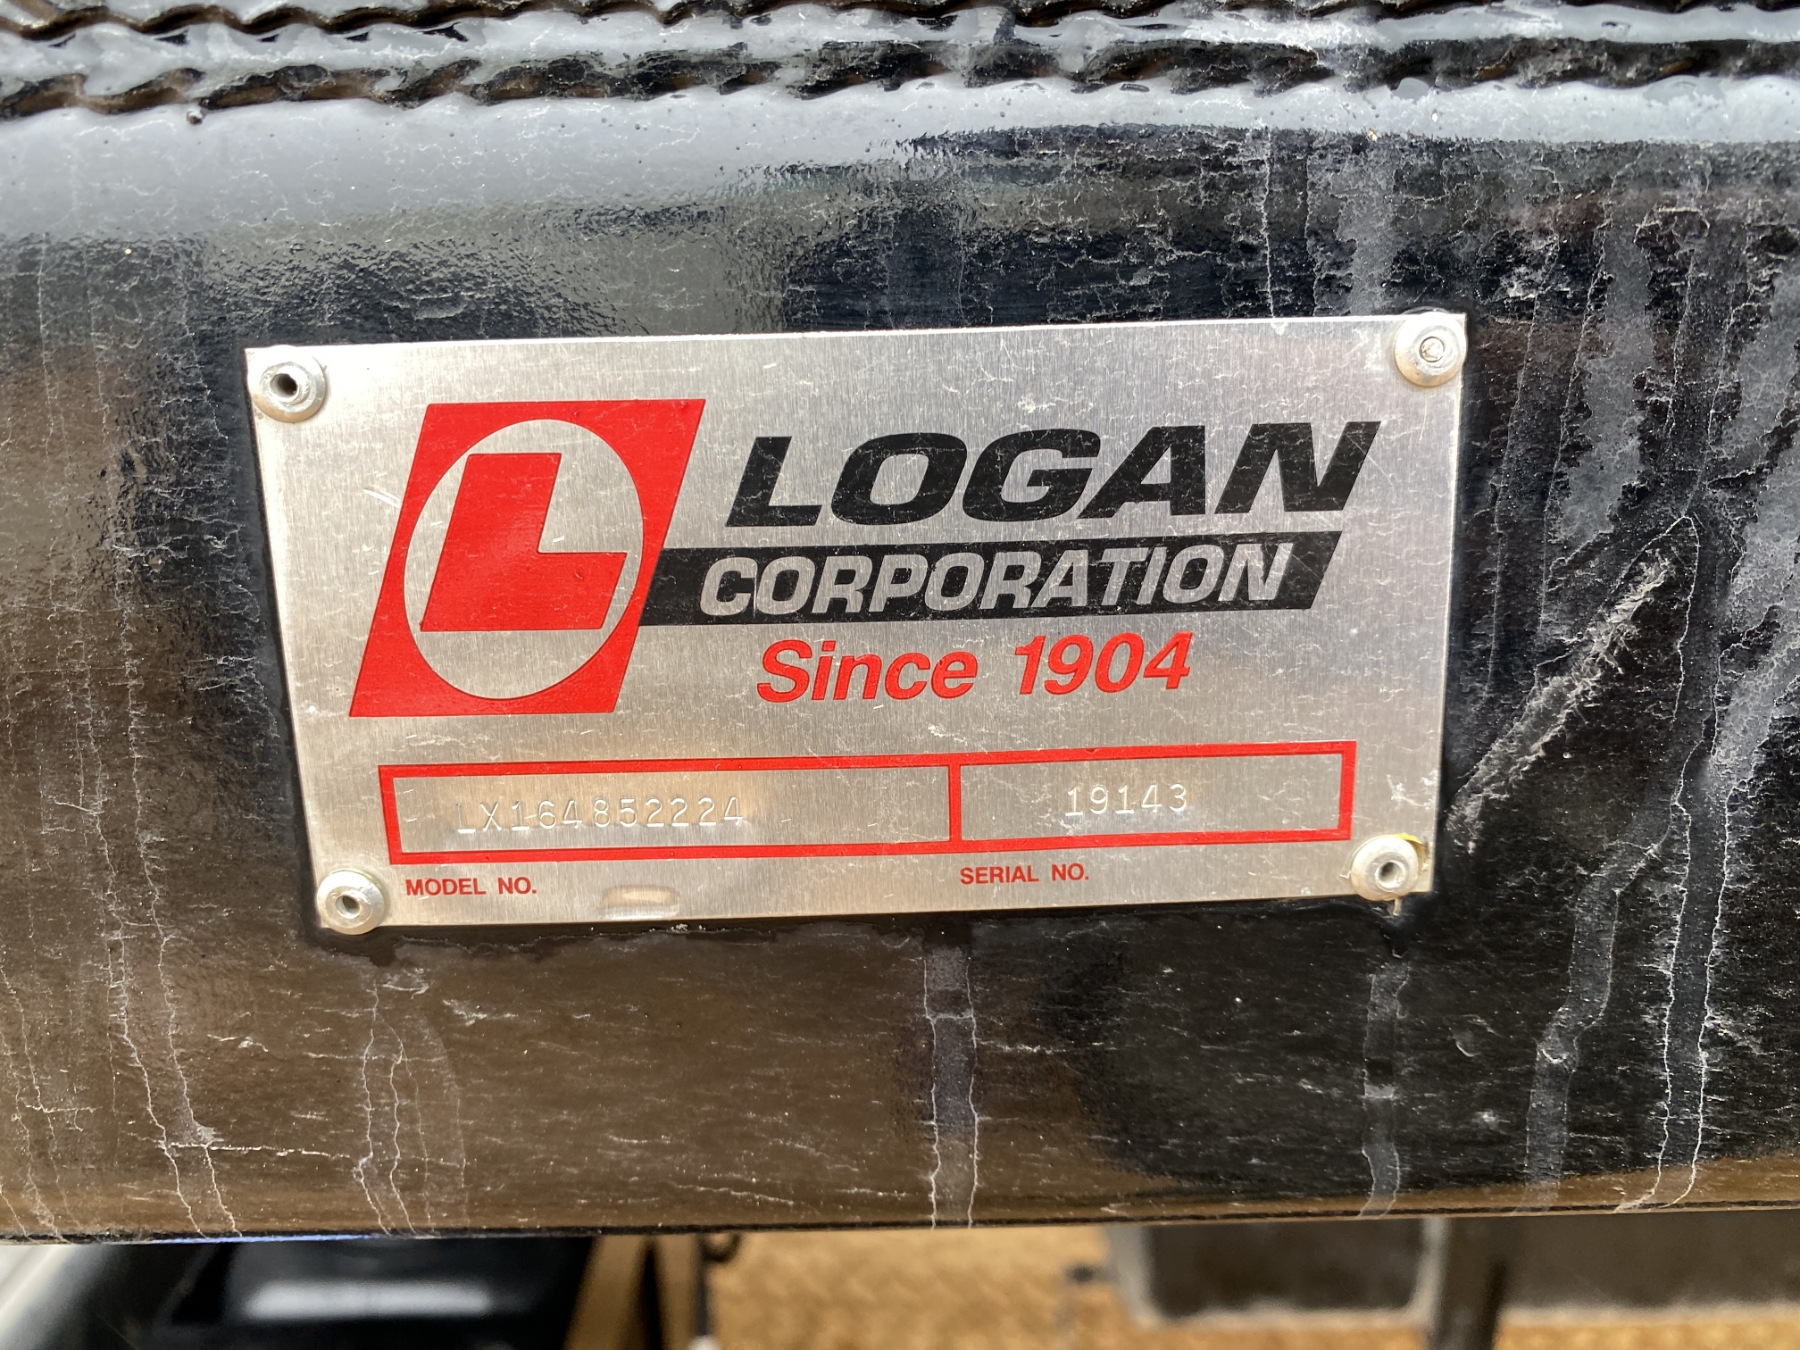 L LOGAN
CORPORATION
Since 1904
LX164852224 19143
MODEL NO. SERIAL NO.